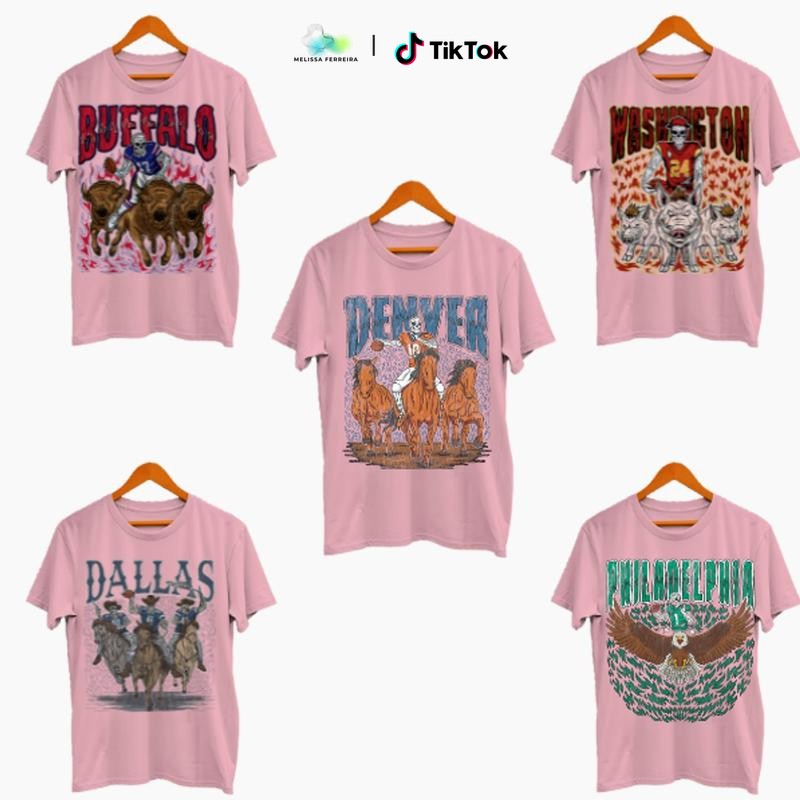 MELISSA FERREIRA | TikTok
BUFFALO
WASHINGTON
24
DENVER
DALLAS
PHILADELPHIA